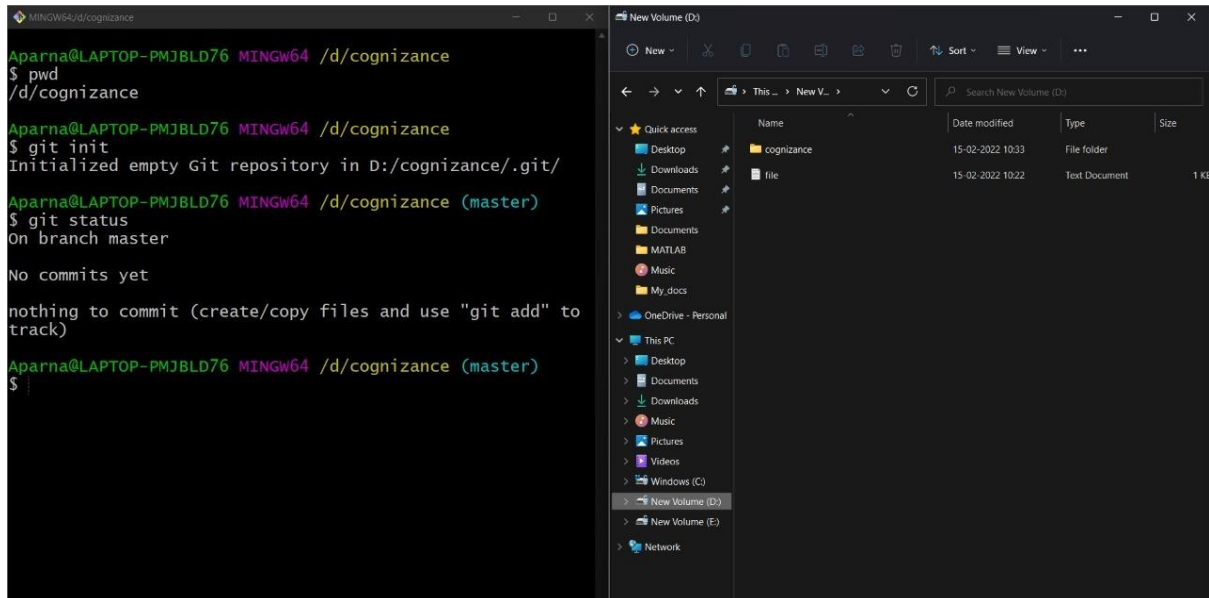 MINGW64:/d/cognizance
Aparna@LAPTOP-PMJBLD76 MINGW64 /d/cognizance
$ pwd
/d/cognizance
Aparna@LAPTOP-PMJBLD76 MINGW64 /d/cognizance
$ git init
Initialized empty Git repository in D:/cognizance/.git/
Aparna@LAPTOP-PMJBLD76 MINGW64 /d/cognizance (master)
$ git status
On branch master
No commits yet
nothing to commit (create/copy files and use "git add" to
track)
Aparna@LAPTOP-PMJBLD76 MINGW64 /d/cognizance (master)
$
New Volume (D:)
New Sort View
This ... New V... Search New Volume (D:)
Name Date modified Type Size
cognizance 15-02-2022 10:33 File folder
file 15-02-2022 10:22 Text Document 1 KB
Quick access
Desktop
Downloads
Documents
Pictures
Documents
MATLAB
Music
My_docs
OneDrive - Personal
This PC
Desktop
Documents
Downloads
Music
Pictures
Videos
Windows (C:)
New Volume (D:)
New Volume (E:)
Network